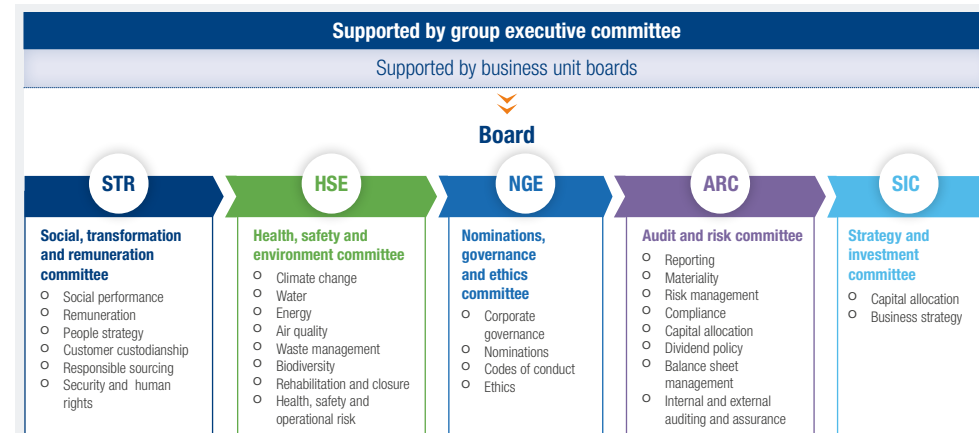 Supported by group executive committee
Supported by business unit boards
Board
STR
Social, transformation
and remuneration
committee
o Social performance
o Remuneration
o People strategy
o Customer custodianship
o Responsible sourcing
o Security and human
rights
HSE
Health, safety and
environment committee
o Climate change
o Water
o Energy
o Air quality
o Waste management
o Biodiversity
o Rehabilitation and closure
o Health, safety and
operational risk
NGE
Nominations,
governance
and ethics
committee
o Corporate
governance
o Nominations
o Codes of conduct
o Ethics
ARC
Audit and risk committee
o Reporting
o Materiality
o Risk management
o Compliance
o Capital allocation
o Dividend policy
o Balance sheet
management
o Internal and external
auditing and assurance
SIC
Strategy and
investment
committee
o Capital allocation
o Business strategy